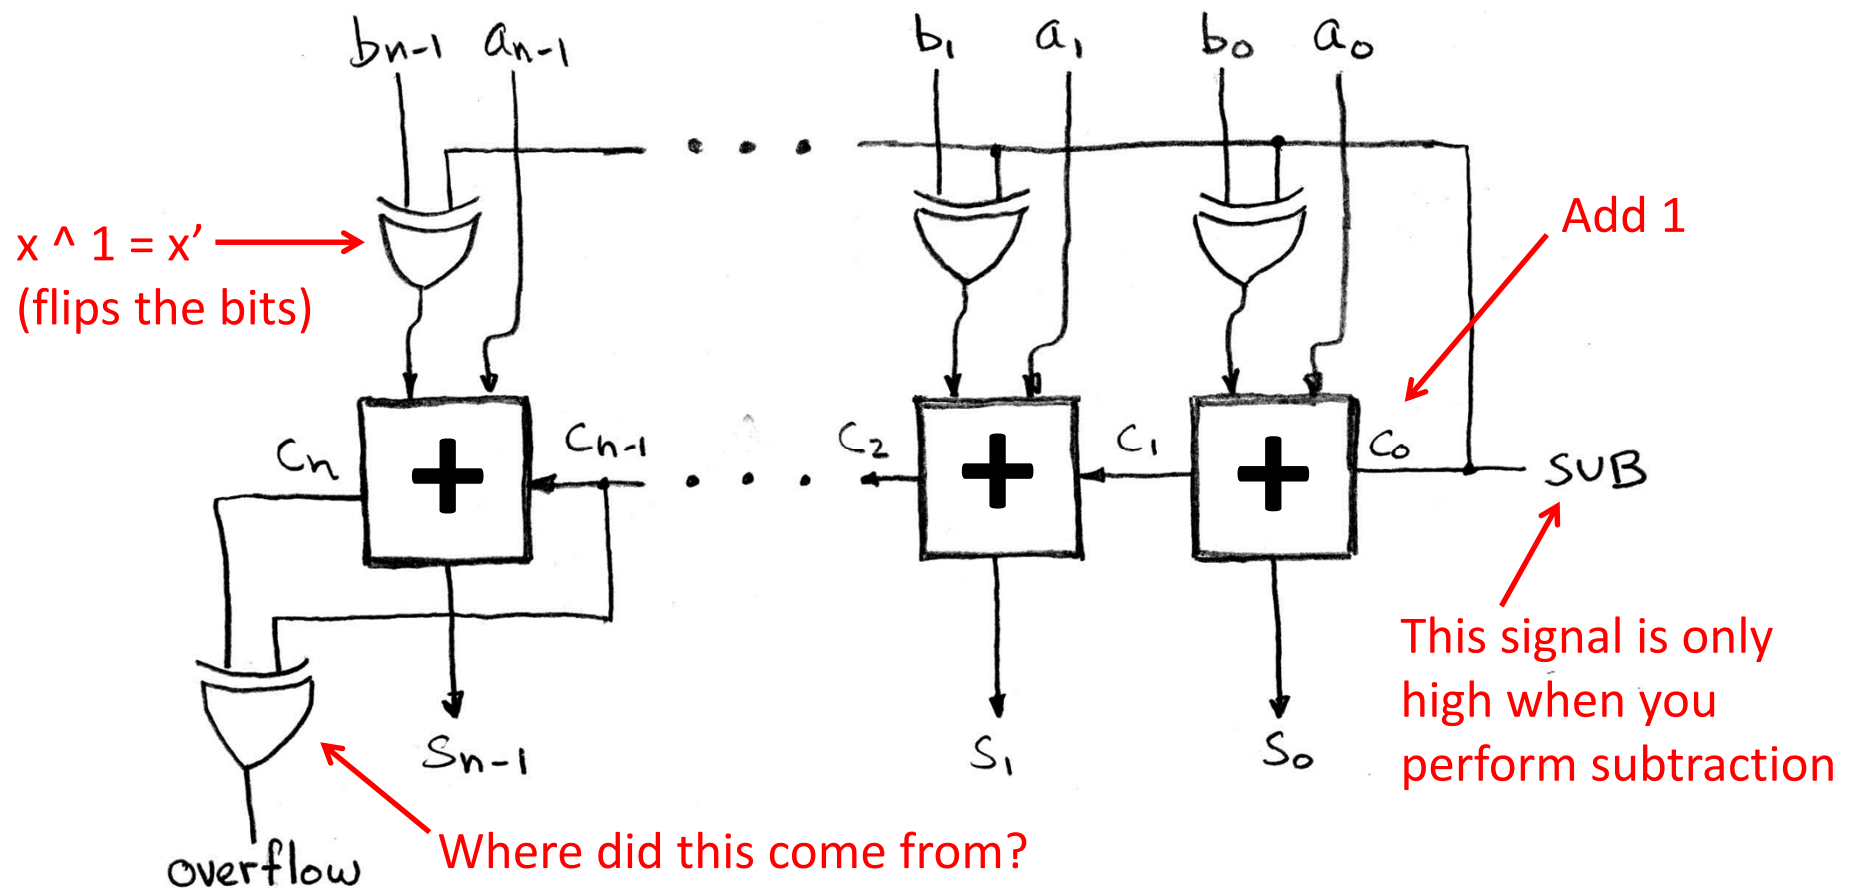 bn-1 an-1 b1 a1 b0 a0
x ^ 1 = x’
(flips the bits)
Add 1
Cn Cn-1 C2 C1 C0 SUB
+ + +
This signal is only
high when you
perform subtraction
Sn-1 S1 S0
Where did this come from?
overflow